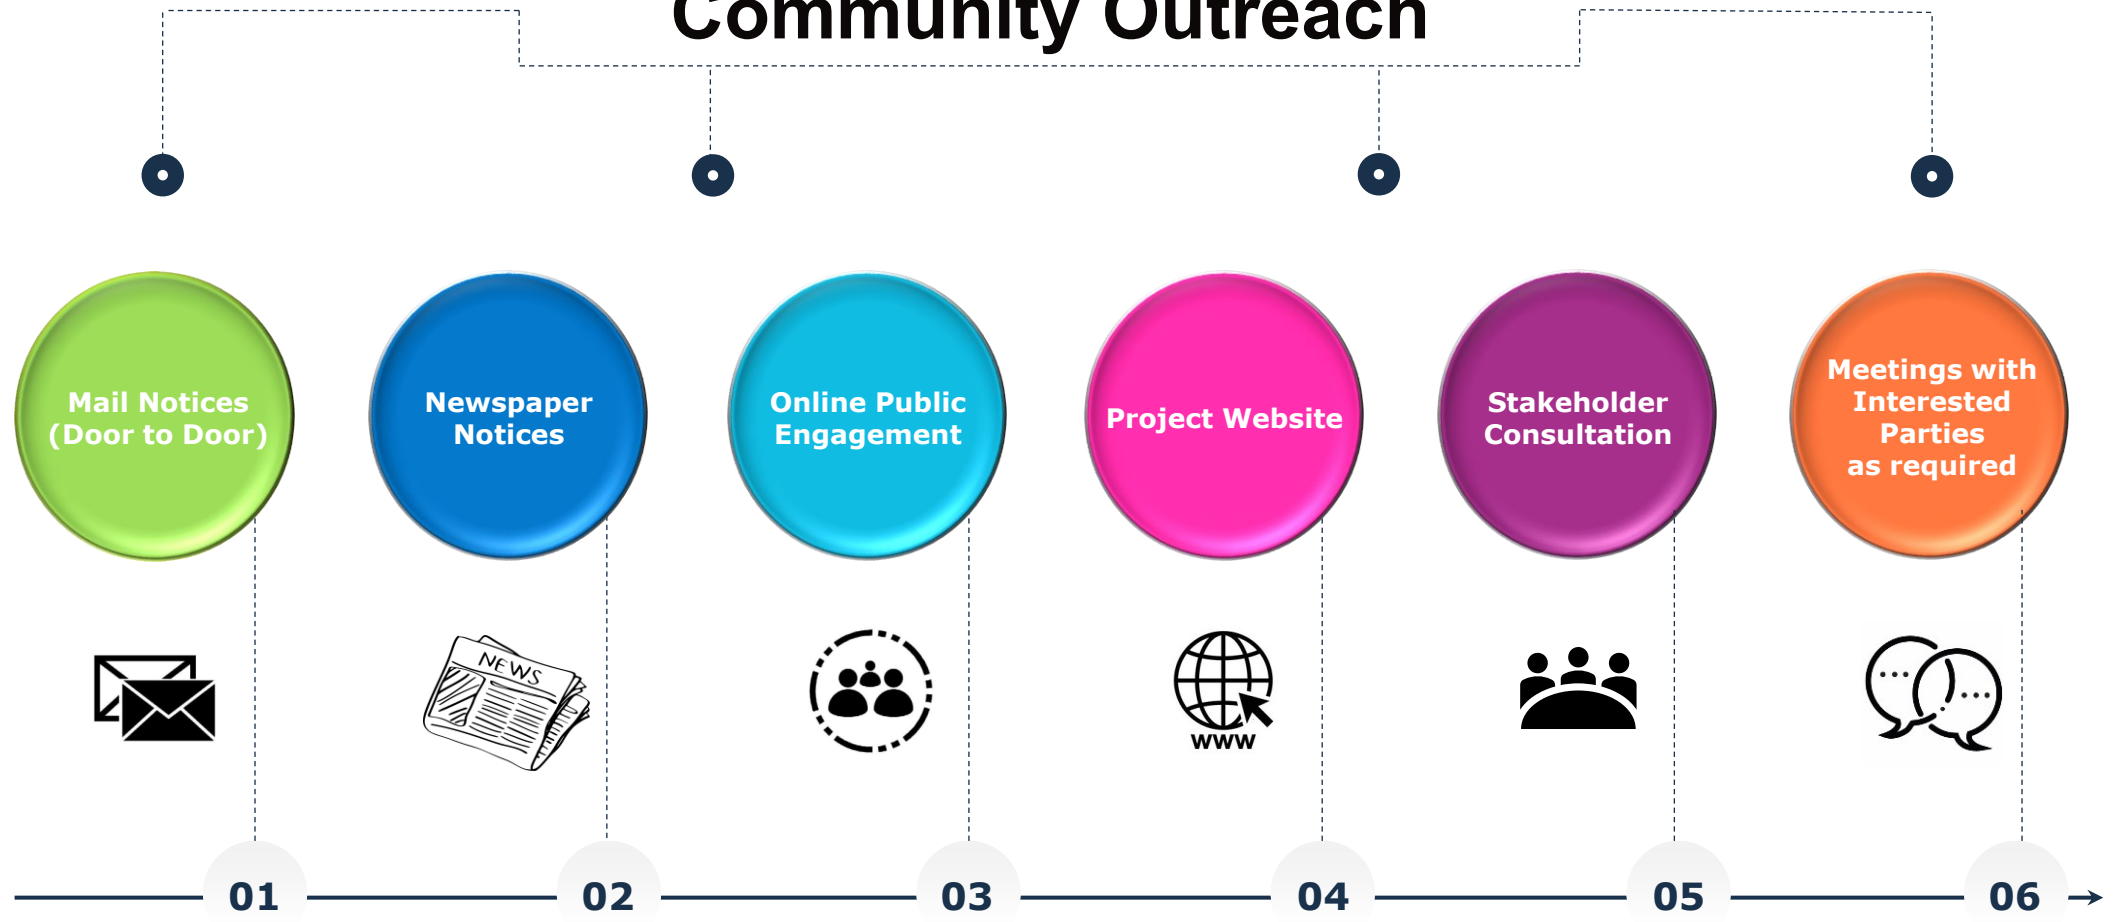 Community Outreach
Mail Notices
(Door to Door)
Newspaper
Notices
Online Public
Engagement
Project Website
Stakeholder
Consultation
Meetings with
Interested
Parties
as required
NEWS
www
01
02
03
04
05
06